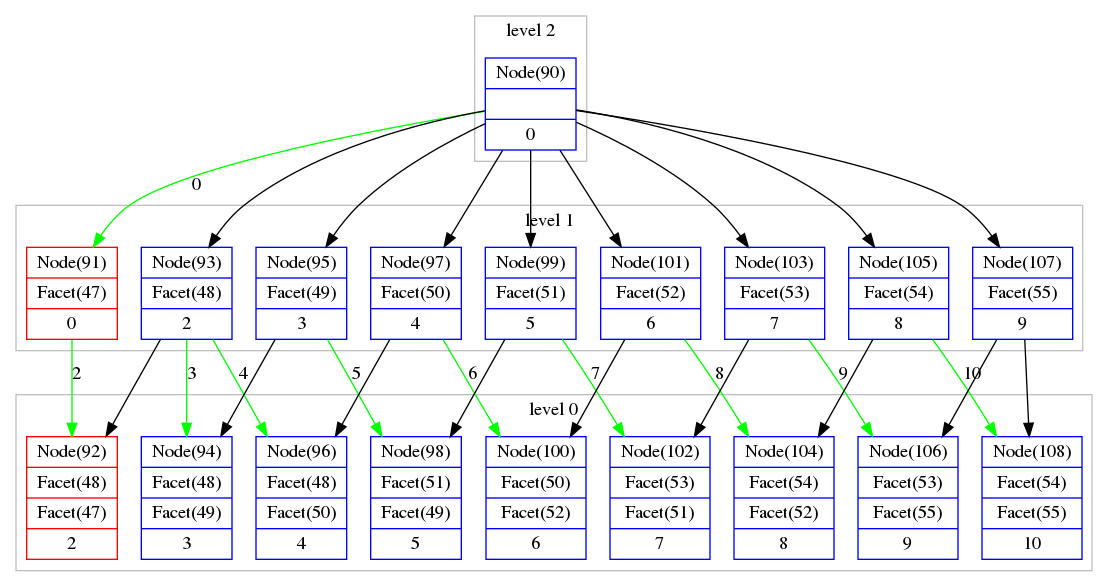 level 2
Node(90)
0
0
level 1
Node(91)
Facet(47)
0
Node(93)
Facet(48)
2
Node(95)
Facet(49)
3
Node(97)
Facet(50)
4
Node(99)
Facet(51)
5
Node(101)
Facet(52)
6
Node(103)
Facet(53)
7
Node(105)
Facet(54)
8
Node(107)
Facet(55)
9
2
3
4
5
6
7
8
9
10
level 0
Node(92)
Facet(48)
Facet(47)
2
Node(94)
Facet(48)
Facet(49)
3
Node(96)
Facet(48)
Facet(50)
4
Node(98)
Facet(51)
Facet(49)
5
Node(100)
Facet(50)
Facet(52)
6
Node(102)
Facet(53)
Facet(51)
7
Node(104)
Facet(54)
Facet(52)
8
Node(106)
Facet(53)
Facet(55)
9
Node(108)
Facet(54)
Facet(55)
10